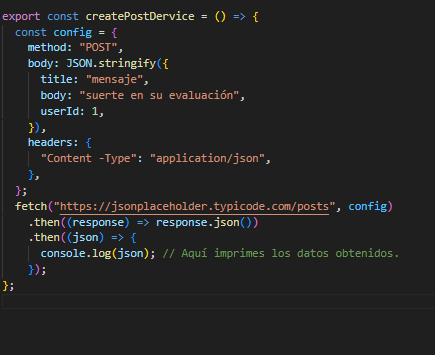 export const createPostDervice = () => {
  const config = {
    method: "POST",
    body: JSON.stringify({
      title: "mensaje",
      body: "suerte en su evaluación",
      userId: 1,
    }),
    headers: {
      "Content -Type": "application/json",
    },
  };
  fetch("https://jsonplaceholder.typicode.com/posts", config)
    .then((response) => response.json())
    .then((json) => {
      console.log(json); // Aquí imprimes los datos obtenidos.
    });
};